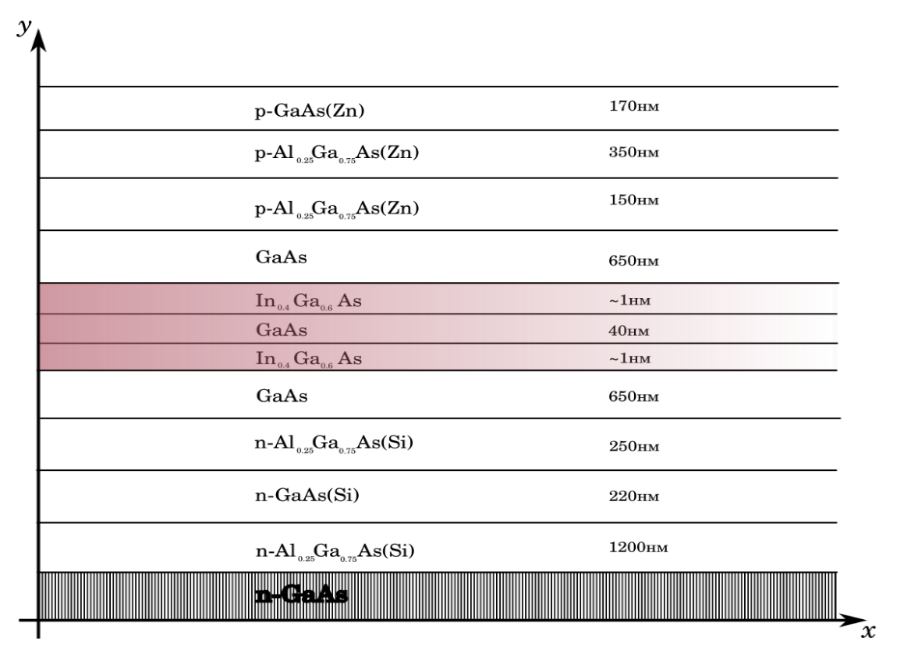 y
p-GaAs(Zn) 170нм
p-Al0.25Ga0.75As(Zn) 350нм
p-Al0.25Ga0.75As(Zn) 150нм
GaAs 650нм
In0.4Ga0.6As ~1нм
GaAs 40нм
In0.4Ga0.6As ~1нм
GaAs 650нм
n-Al0.25Ga0.75As(Si) 250нм
n-GaAs(Si) 220нм
n-Al0.25Ga0.75As(Si) 1200нм
n-GaAs
x